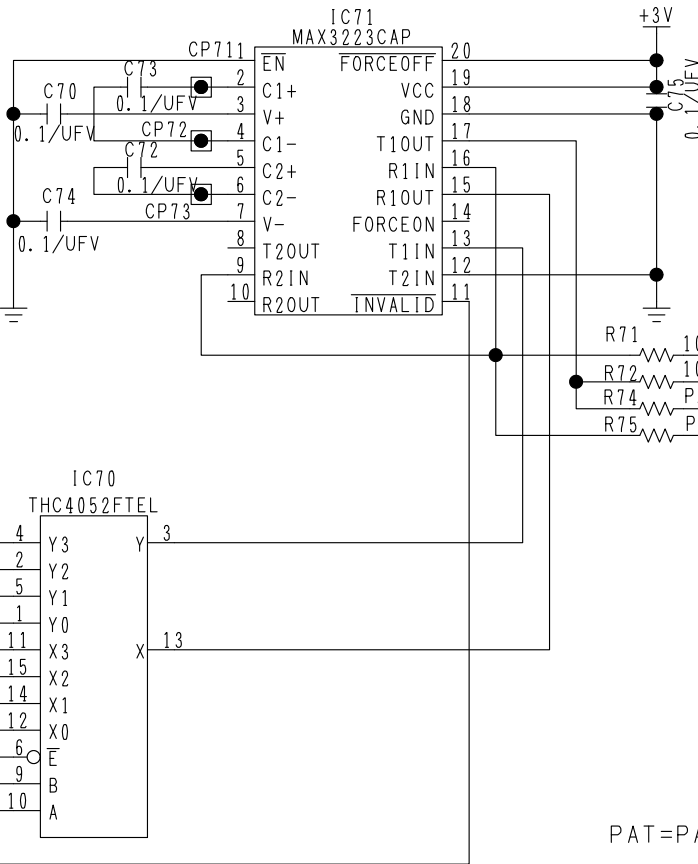 IC71
MAX3223CAP
+3V
CP711
C73
0.1/UFV
C70
0.1/UFV
CP72
C72
0.1/UFV
C74
0.1/UFV
CP73
C75
0.1/UFV
EN
2 C1+
3 V+
4 C1-
5 C2+
6 C2-
7 V-
8 T2OUT
9 R2IN
10 R2OUT
FORCEOFF 20
VCC 19
GND 18
T1OUT 17
R1IN 16
R1OUT 15
FORCEON 14
T1IN 13
T2IN 12
INVALID 11
R71 10
R72 10
R74 P
R75 P
IC70
THC4052FTEL
4 Y3
2 Y2
5 Y1
1 Y0
11 X3
15 X2
14 X1
12 X0
6 E
9 B
10 A
Y 3
X 13
PAT=PA